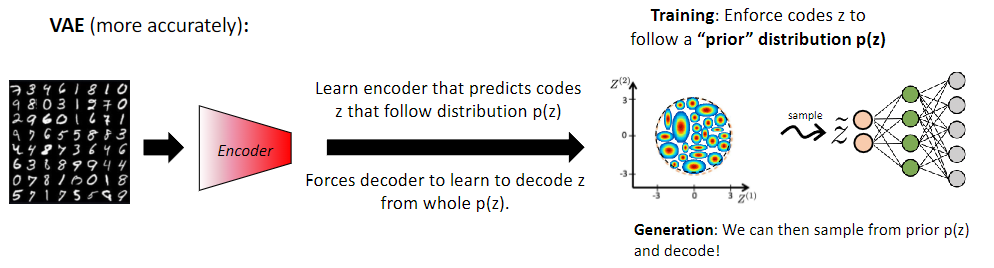 VAE (more accurately):
Training: Enforce codes z to
follow a "prior" distribution p(z)
7 3 4 6 1 8 1 0
9 8 0 3 1 2 7 0
2 9 6 0 1 6 7 1
9 7 6 5 5 8 8 3
4 4 8 7 3 6 4 6
6 3 8 8 9 9 4 4
0 7 8 1 0 0 1 8
5 7 1 7 5 5 9 9
Encoder
Learn encoder that predicts codes
z that follow distribution p(z)
Forces decoder to learn to decode z
from whole p(z).
Z(2)
3
0
-3
-3 0 3 Z(1)
sample
z̃
Generation: We can then sample from prior p(z)
and decode!